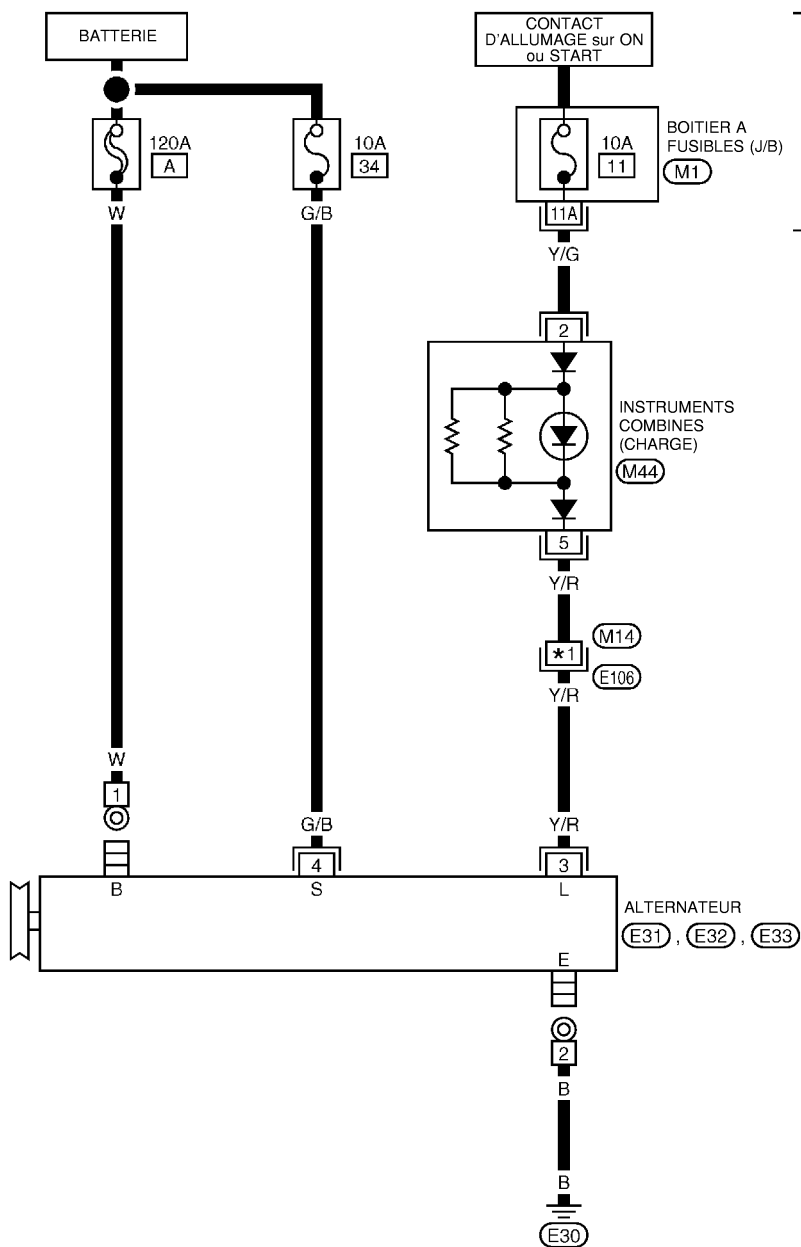 BATTERIE
CONTACT
D'ALLUMAGE sur ON
ou START
120A
A
10A
34
10A
11
BOITIER A
FUSIBLES (J/B)
M1
W
G/B
11A
Y/G
2
INSTRUMENTS
COMBINES
(CHARGE)
M44
5
Y/R
M14
★1
E106
Y/R
W
1
G/B
Y/R
4
3
B
S
L
ALTERNATEUR
E31 , E32 , E33
E
2
B
B
E30